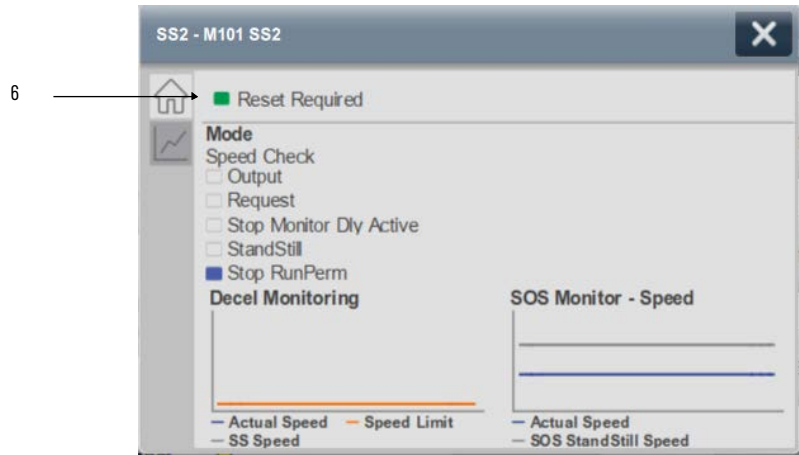 SS2 - M101 SS2
6
Reset Required
Mode
Speed Check
Output
Request
Stop Monitor Dly Active
StandStill
Stop RunPerm
Decel Monitoring
SOS Monitor - Speed
Actual Speed
Speed Limit
SS Speed
Actual Speed
SOS StandStill Speed